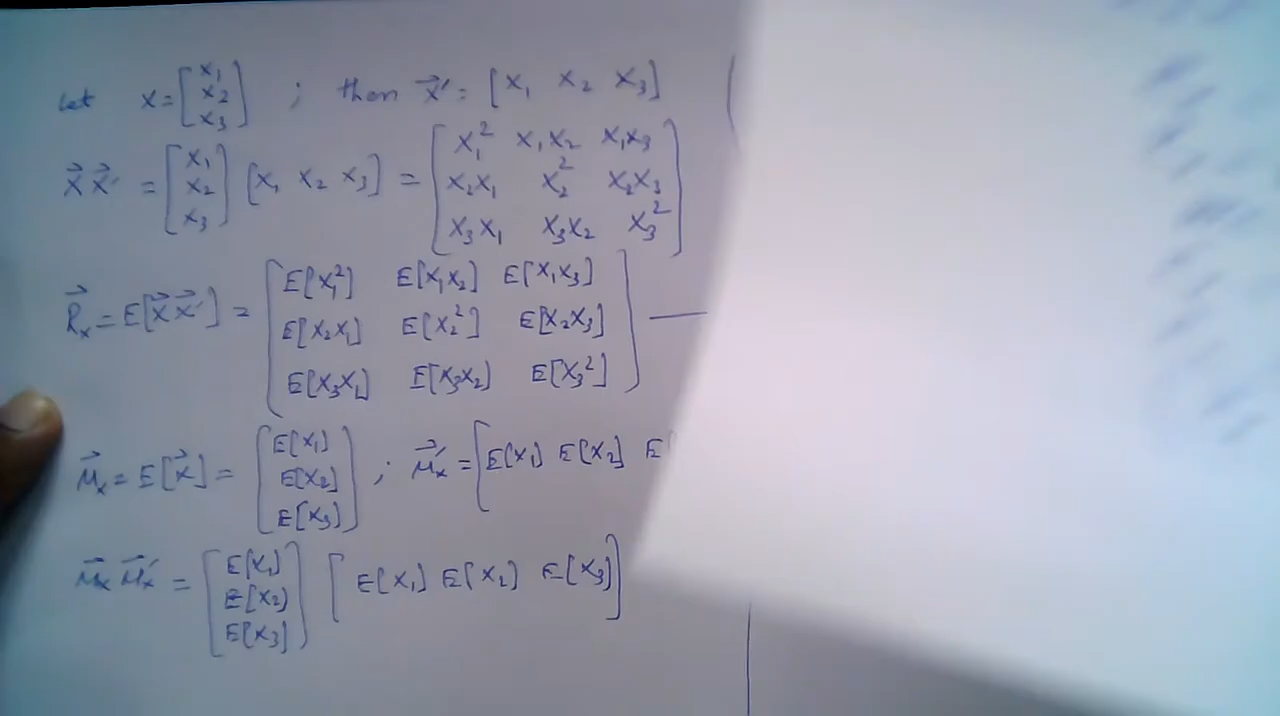 Let X = [X₁ X₂ X₃] ; then X⃗' = [X₁ X₂ X₃] (
X⃗ X⃗' = [X₁ X₂ X₃] [X₁ X₂ X₃] = [X₁² X₁X₂ X₁X₃
X₂X₁ X₂² X₂X₃
X₃X₁ X₃X₂ X₃²]
R⃗ₓ = E[X⃗ X⃗'] = [E[X₁²] E[X₁X₂] E[X₁X₃]
E[X₂X₁] E[X₂²] E[X₂X₃]
E[X₃X₁] E[X₃X₂] E[X₃²]] —
μ⃗ₓ = E[X⃗] = [E[X₁] E[X₂] E[X₃]] ; μ⃗ₓ' = [E[X₁] E[X₂] E[
μ⃗ₓ μ⃗ₓ' = [E[X₁] E[X₂] E[X₃]] [E[X₁] E[X₂] E[X₃]]